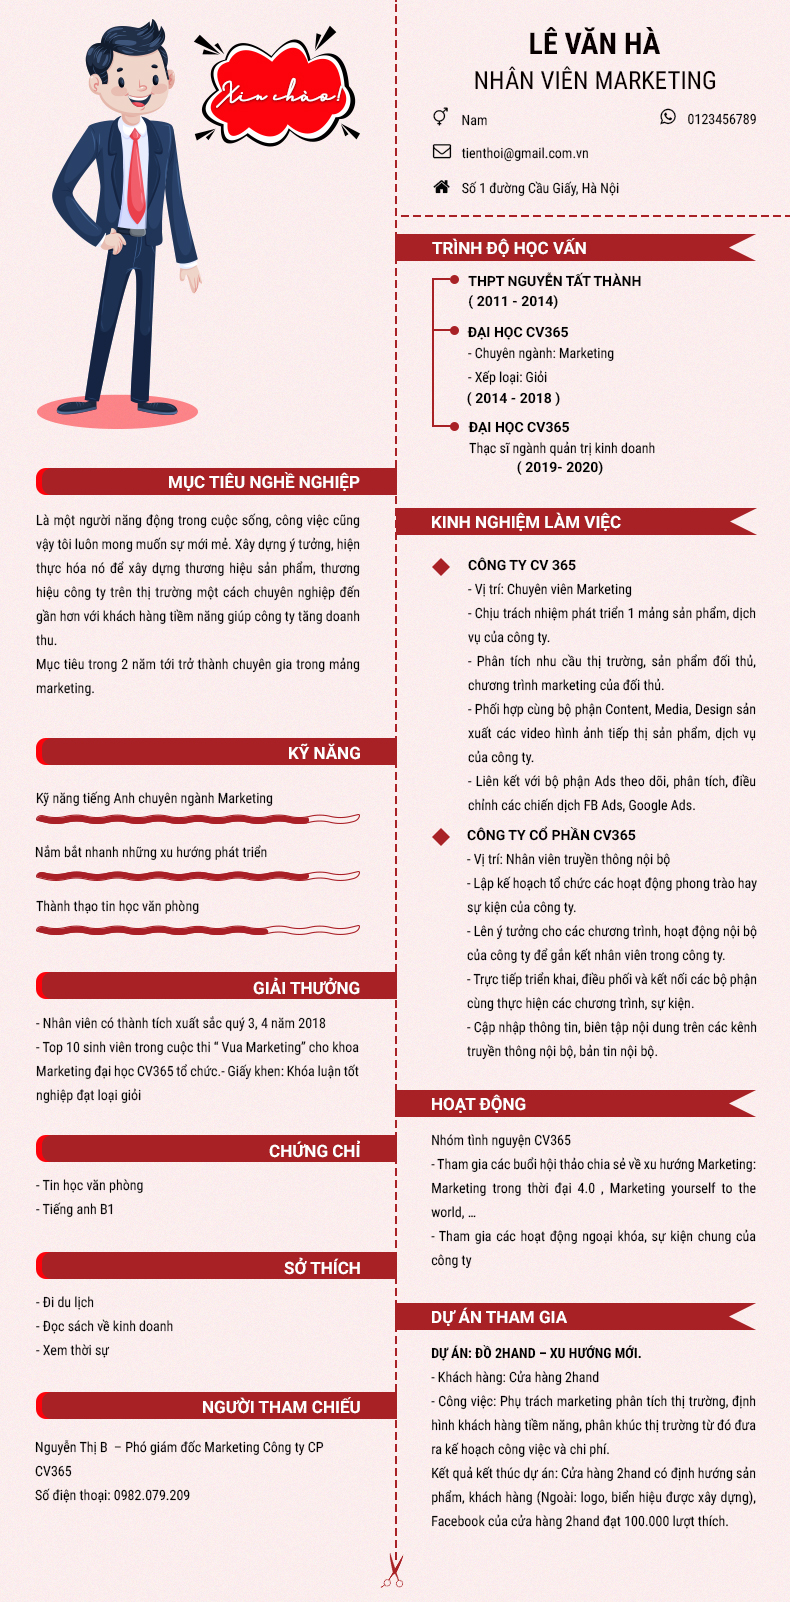 Xin chào!
LÊ VĂN HÀ
NHÂN VIÊN MARKETING
Nam
0123456789
tienthoi@gmail.com.vn
Số 1 đường Cầu Giấy, Hà Nội
MỤC TIÊU NGHỀ NGHIỆP
Là một người năng động trong cuộc sống, công việc cũng
vậy tôi luôn mong muốn sự mới mẻ. Xây dựng ý tưởng, hiện
thực hóa nó để xây dựng thương hiệu sản phẩm, thương
hiệu công ty trên thị trường một cách chuyên nghiệp đến
gần hơn với khách hàng tiềm năng giúp công ty tăng doanh
thu.
Mục tiêu trong 2 năm tới trở thành chuyên gia trong mảng
marketing.
KỸ NĂNG
Kỹ năng tiếng Anh chuyên ngành Marketing
Nắm bắt nhanh những xu hướng phát triển
Thành thạo tin học văn phòng
GIẢI THƯỞNG
- Nhân viên có thành tích xuất sắc quý 3, 4 năm 2018
- Top 10 sinh viên trong cuộc thi “ Vua Marketing” cho khoa
Marketing đại học CV365 tổ chức.- Giấy khen: Khóa luận tốt
nghiệp đạt loại giỏi
CHỨNG CHỈ
- Tin học văn phòng
- Tiếng anh B1
SỞ THÍCH
- Đi du lịch
- Đọc sách về kinh doanh
- Xem thời sự
NGƯỜI THAM CHIẾU
Nguyễn Thị B – Phó giám đốc Marketing Công ty CP
CV365
Số điện thoại: 0982.079.209
TRÌNH ĐỘ HỌC VẤN
THPT NGUYỄN TẤT THÀNH
( 2011 - 2014)
ĐẠI HỌC CV365
- Chuyên ngành: Marketing
- Xếp loại: Giỏi
( 2014 - 2018 )
ĐẠI HỌC CV365
Thạc sĩ ngành quản trị kinh doanh
( 2019- 2020)
KINH NGHIỆM LÀM VIỆC
CÔNG TY CV 365
- Vị trí: Chuyên viên Marketing
- Chịu trách nhiệm phát triển 1 mảng sản phẩm, dịch
vụ của công ty.
- Phân tích nhu cầu thị trường, sản phẩm đối thủ,
chương trình marketing của đối thủ.
- Phối hợp cùng bộ phận Content, Media, Design sản
xuất các video hình ảnh tiếp thị sản phẩm, dịch vụ
của công ty.
- Liên kết với bộ phận Ads theo dõi, phân tích, điều
chỉnh các chiến dịch FB Ads, Google Ads.
CÔNG TY CỔ PHẦN CV365
- Vị trí: Nhân viên truyền thông nội bộ
- Lập kế hoạch tổ chức các hoạt động phong trào hay
sự kiện của công ty.
- Lên ý tưởng cho các chương trình, hoạt động nội bộ
của công ty để gắn kết nhân viên trong công ty.
- Trực tiếp triển khai, điều phối và kết nối các bộ phận
cùng thực hiện các chương trình, sự kiện.
- Cập nhập thông tin, biên tập nội dung trên các kênh
truyền thông nội bộ, bản tin nội bộ.
HOẠT ĐỘNG
Nhóm tình nguyện CV365
- Tham gia các buổi hội thảo chia sẻ về xu hướng Marketing:
Marketing trong thời đại 4.0 , Marketing yourself to the
world, ...
- Tham gia các hoạt động ngoại khóa, sự kiện chung của
công ty
DỰ ÁN THAM GIA
DỰ ÁN: ĐỒ 2HAND – XU HƯỚNG MỚI.
- Khách hàng: Cửa hàng 2hand
- Công việc: Phụ trách marketing phân tích thị trường, định
hình khách hàng tiềm năng, phân khúc thị trường từ đó đưa
ra kế hoạch công việc và chi phí.
Kết quả kết thúc dự án: Cửa hàng 2hand có định hướng sản
phẩm, khách hàng (Ngoài: logo, biển hiệu được xây dựng),
Facebook của cửa hàng 2hand đạt 100.000 lượt thích.